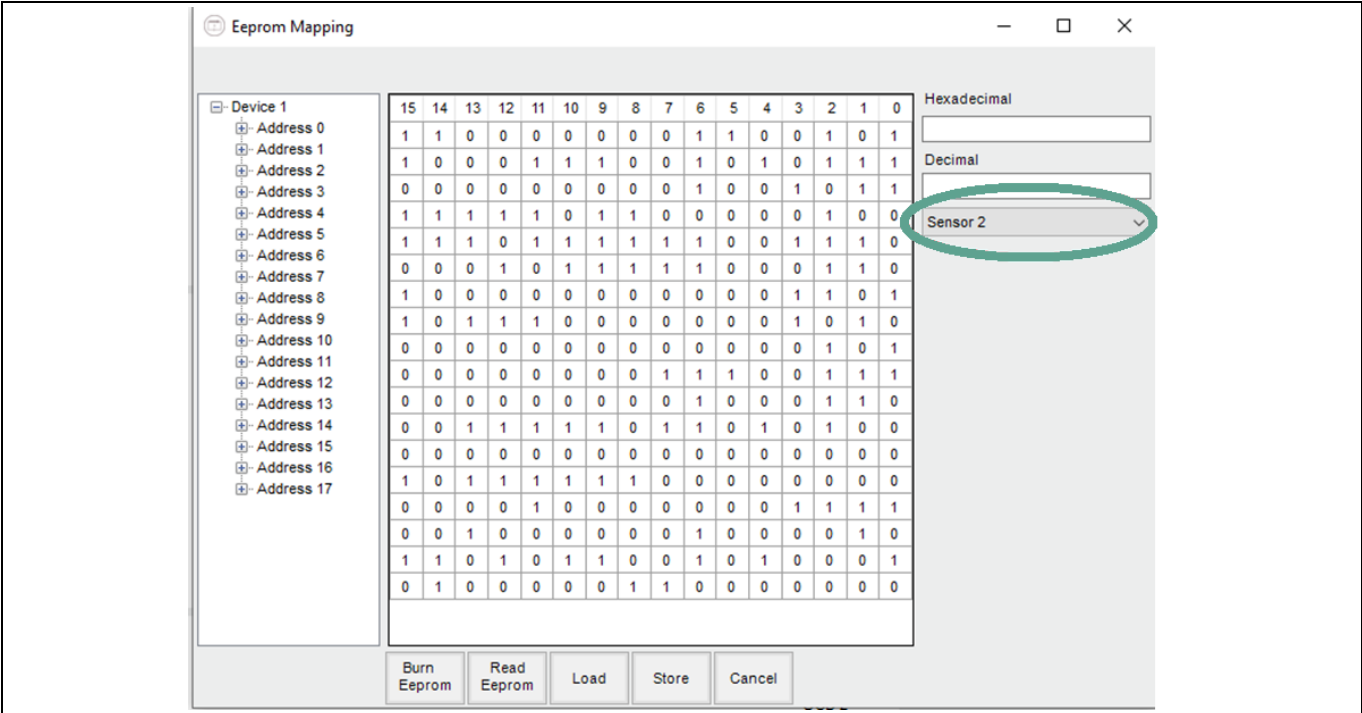 Eeprom Mapping
Device 1
Address 0
Address 1
Address 2
Address 3
Address 4
Address 5
Address 6
Address 7
Address 8
Address 9
Address 10
Address 11
Address 12
Address 13
Address 14
Address 15
Address 16
Address 17
15 14 13 12 11 10 9 8 7 6 5 4 3 2 1 0
1 1 0 0 0 0 0 0 0 1 1 0 0 1 0 1
1 0 0 0 1 1 1 0 0 1 0 1 0 1 1 1
0 0 0 0 0 0 0 0 0 1 0 0 1 0 1 1
1 1 1 1 1 0 1 1 0 0 0 0 0 1 0 0
1 1 1 0 1 1 1 1 1 1 0 0 1 1 1 0
0 0 0 1 0 1 1 1 1 1 0 0 0 1 1 0
1 0 0 0 0 0 0 0 0 0 0 0 1 1 0 1
1 0 1 1 1 0 0 0 0 0 0 0 1 0 1 0
0 0 0 0 0 0 0 0 0 0 0 0 0 1 0 1
0 0 0 0 0 0 0 0 1 1 1 0 0 1 1 1
0 0 0 0 0 0 0 0 0 1 0 0 0 1 1 0
0 0 1 1 1 1 1 0 1 1 0 1 0 1 0 0
0 0 0 0 0 0 0 0 0 0 0 0 0 0 0 0
1 0 1 1 1 1 1 1 0 0 0 0 0 0 0 0
0 0 0 0 1 0 0 0 0 0 0 0 1 1 1 1
0 0 1 0 0 0 0 0 0 1 0 0 0 0 1 0
1 1 0 1 0 1 1 0 0 1 0 1 0 0 0 1
0 1 0 0 0 0 0 1 1 0 0 0 0 0 0 0
Hexadecimal
Decimal
Sensor 2
Burn
Eeprom
Read
Eeprom
Load
Store
Cancel